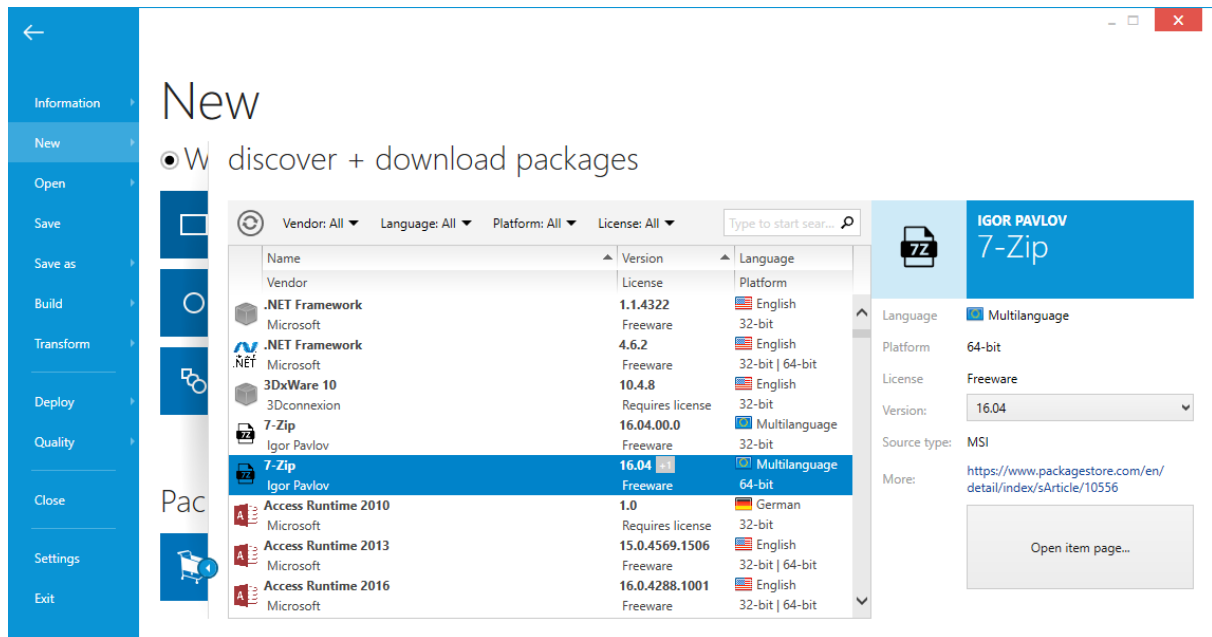 Information
New
Open
Save
Save as
Build
Transform
Deploy
Quality
Close
Settings
Exit
New
W
discover + download packages
Vendor: All Language: All Platform: All License: All Type to start sear...
Name Version Language
Vendor License Platform
.NET Framework 1.1.4322 English
Microsoft Freeware 32-bit
.NET Framework 4.6.2 English
.NET Microsoft Freeware 32-bit | 64-bit
3DxWare 10 10.4.8 English
3Dconnexion Requires license 32-bit
7-Zip 16.04.00.0 Multilanguage
7Z Igor Pavlov Freeware 32-bit
7-Zip 16.04 +1 Multilanguage
7Z Igor Pavlov Freeware 64-bit
Access Runtime 2010 1.0 German
A Microsoft Requires license 32-bit
Access Runtime 2013 15.0.4569.1506 English
A Microsoft Freeware 32-bit | 64-bit
Access Runtime 2016 16.0.4288.1001 English
A Microsoft Freeware 32-bit | 64-bit
Pac
7Z
IGOR PAVLOV
7-Zip
Language Multilanguage
Platform 64-bit
License Freeware
Version: 16.04
Source type: MSI
More: https://www.packagestore.com/en/
detail/index/sArticle/10556
Open item page...